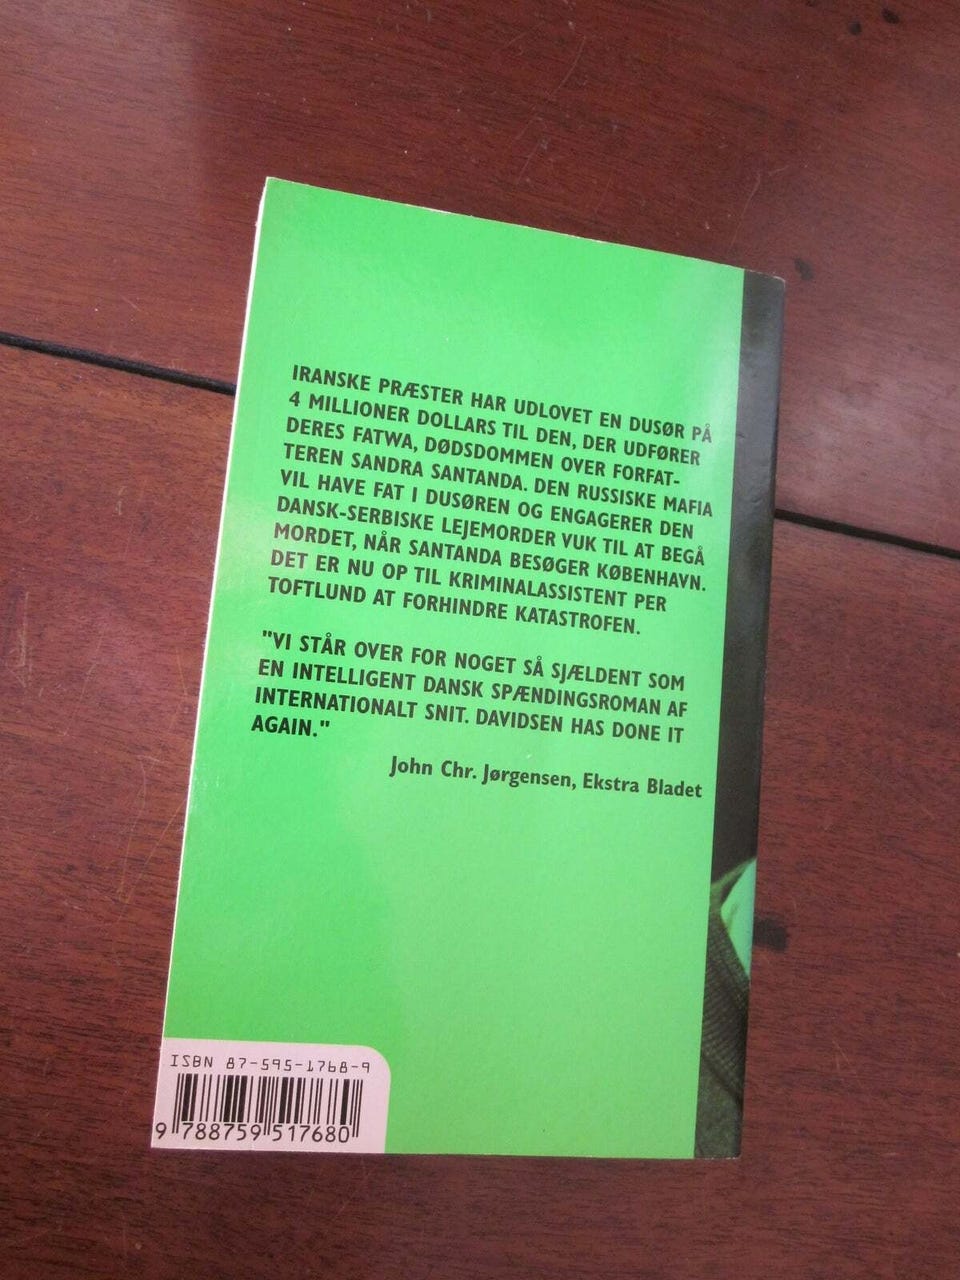 IRANSKE PRÆSTER HAR UDLOVET EN DUSØR PÅ
4 MILLIONER DOLLARS TIL DEN, DER UDFØRER
DERES FATWA, DØDSDOMMEN OVER FORFAT-
TEREN SANDRA SANTANDA. DEN RUSSISKE MAFIA
VIL HAVE FAT I DUSØREN OG ENGAGERER DEN
DANSK-SERBISKE LEJEMORDER VUK TIL AT BEGÅ
MORDET, NÅR SANTANDA BESØGER KØBENHAVN.
DET ER NU OP TIL KRIMINALASSISTENT PER
TOFTLUND AT FORHINDRE KATASTROFEN.
"VI STÅR OVER FOR NOGET SÅ SJÆLDENT SOM
EN INTELLIGENT DANSK SPÆNDINGSROMAN AF
INTERNATIONALT SNIT. DAVIDSEN HAS DONE IT
AGAIN."
John Chr. Jørgensen, Ekstra Bladet
ISBN 87-595-1768-9
9 788759 517680